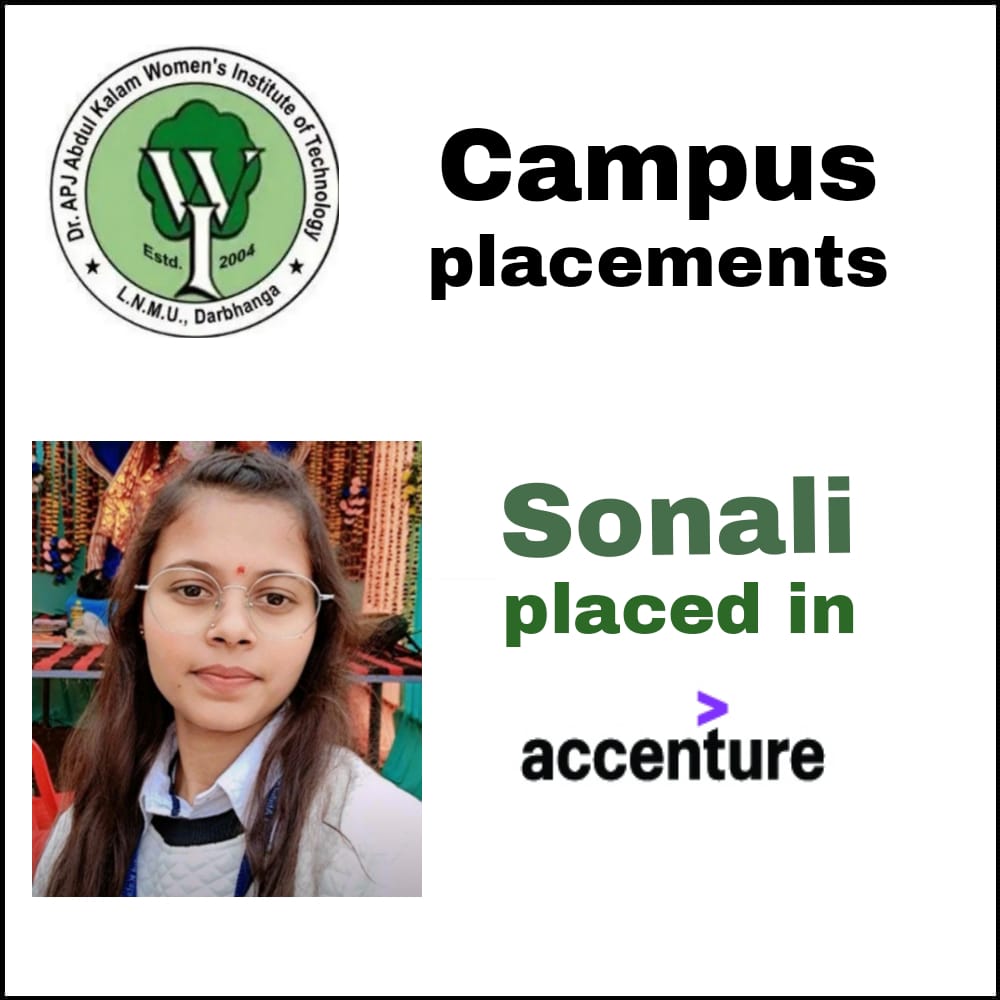 Dr. APJ Abdul Kalam Women's Institute of Technology
WI
Estd. 2004
L.N.M.U., Darbhanga
Campus
placements
Sonali
placed in
accenture